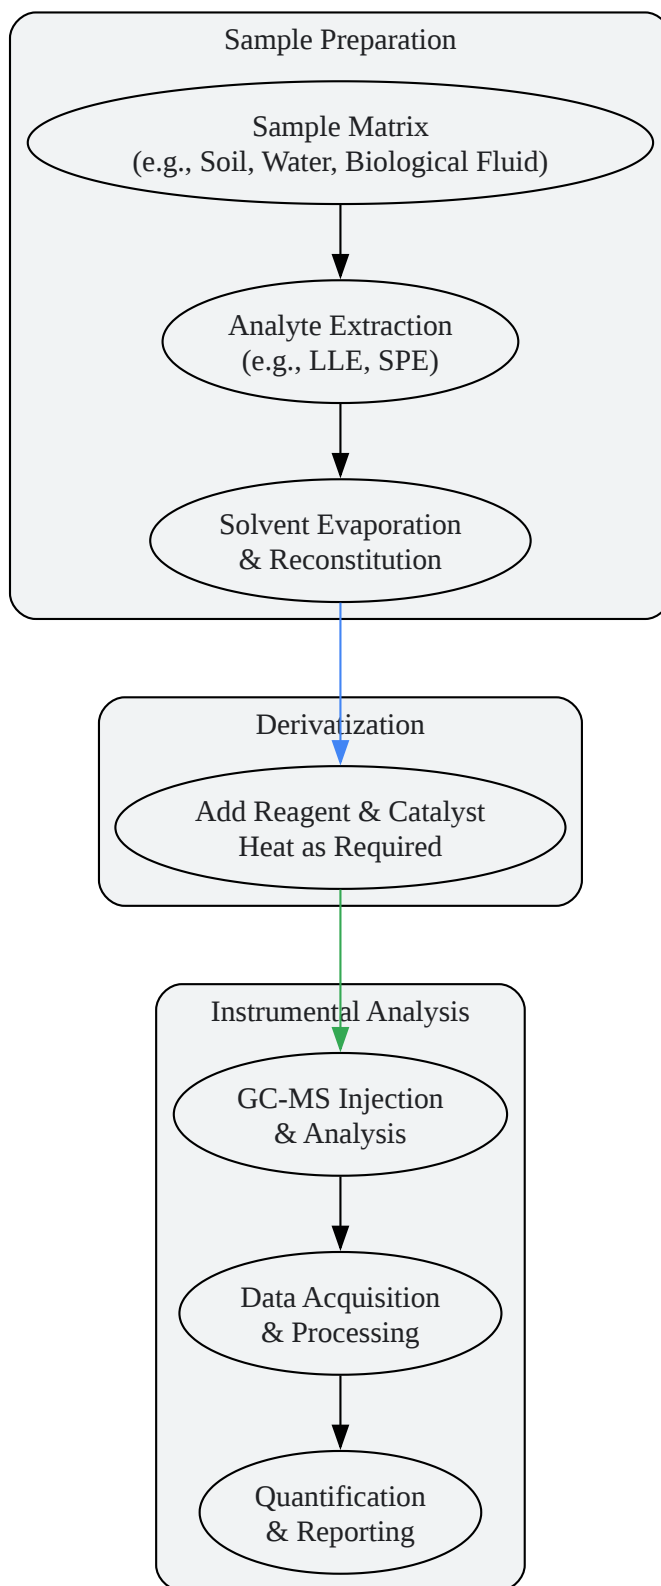 Sample Preparation
Sample Matrix
(e.g., Soil, Water, Biological Fluid)
Analyte Extraction
(e.g., LLE, SPE)
Solvent Evaporation
& Reconstitution
Derivatization
Add Reagent & Catalyst
Heat as Required
Instrumental Analysis
GC-MS Injection
& Analysis
Data Acquisition
& Processing
Quantification
& Reporting